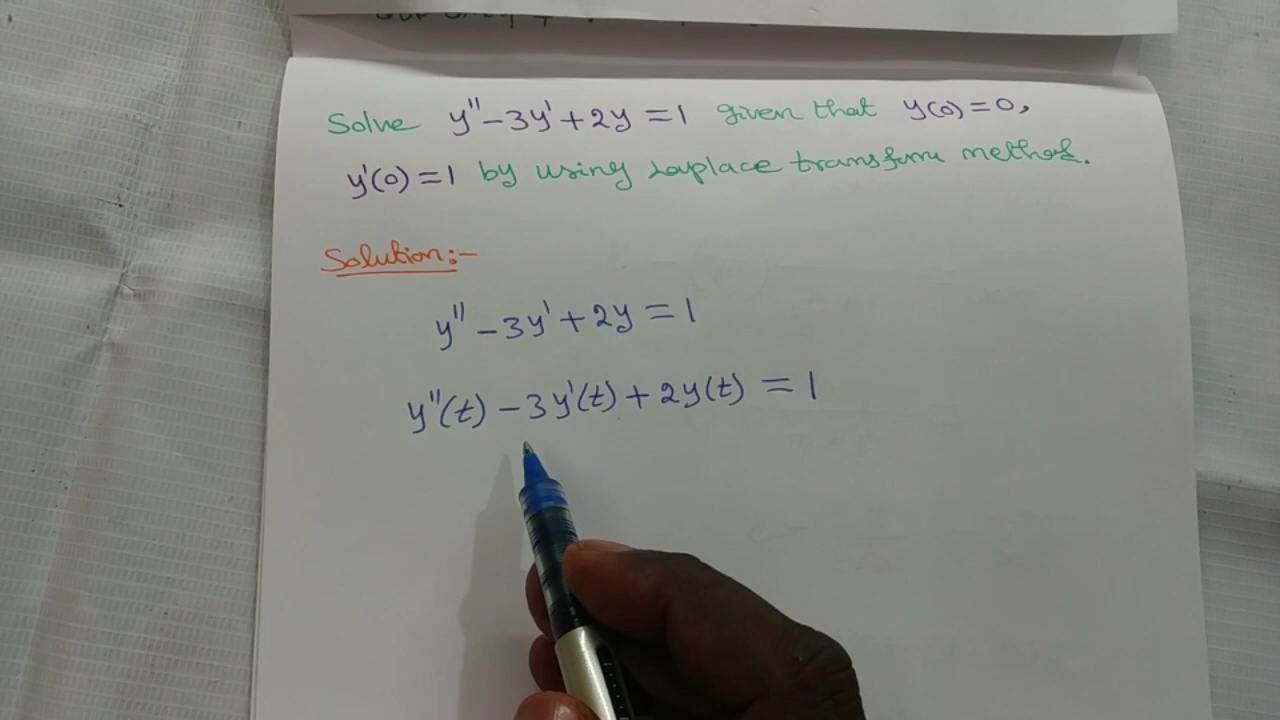 Solve y'' - 3y' + 2y = 1 given that y(0) = 0,
y'(0) = 1 by using Laplace transform method.
Solution:-
y'' - 3y' + 2y = 1
y''(t) - 3y'(t) + 2y(t) = 1